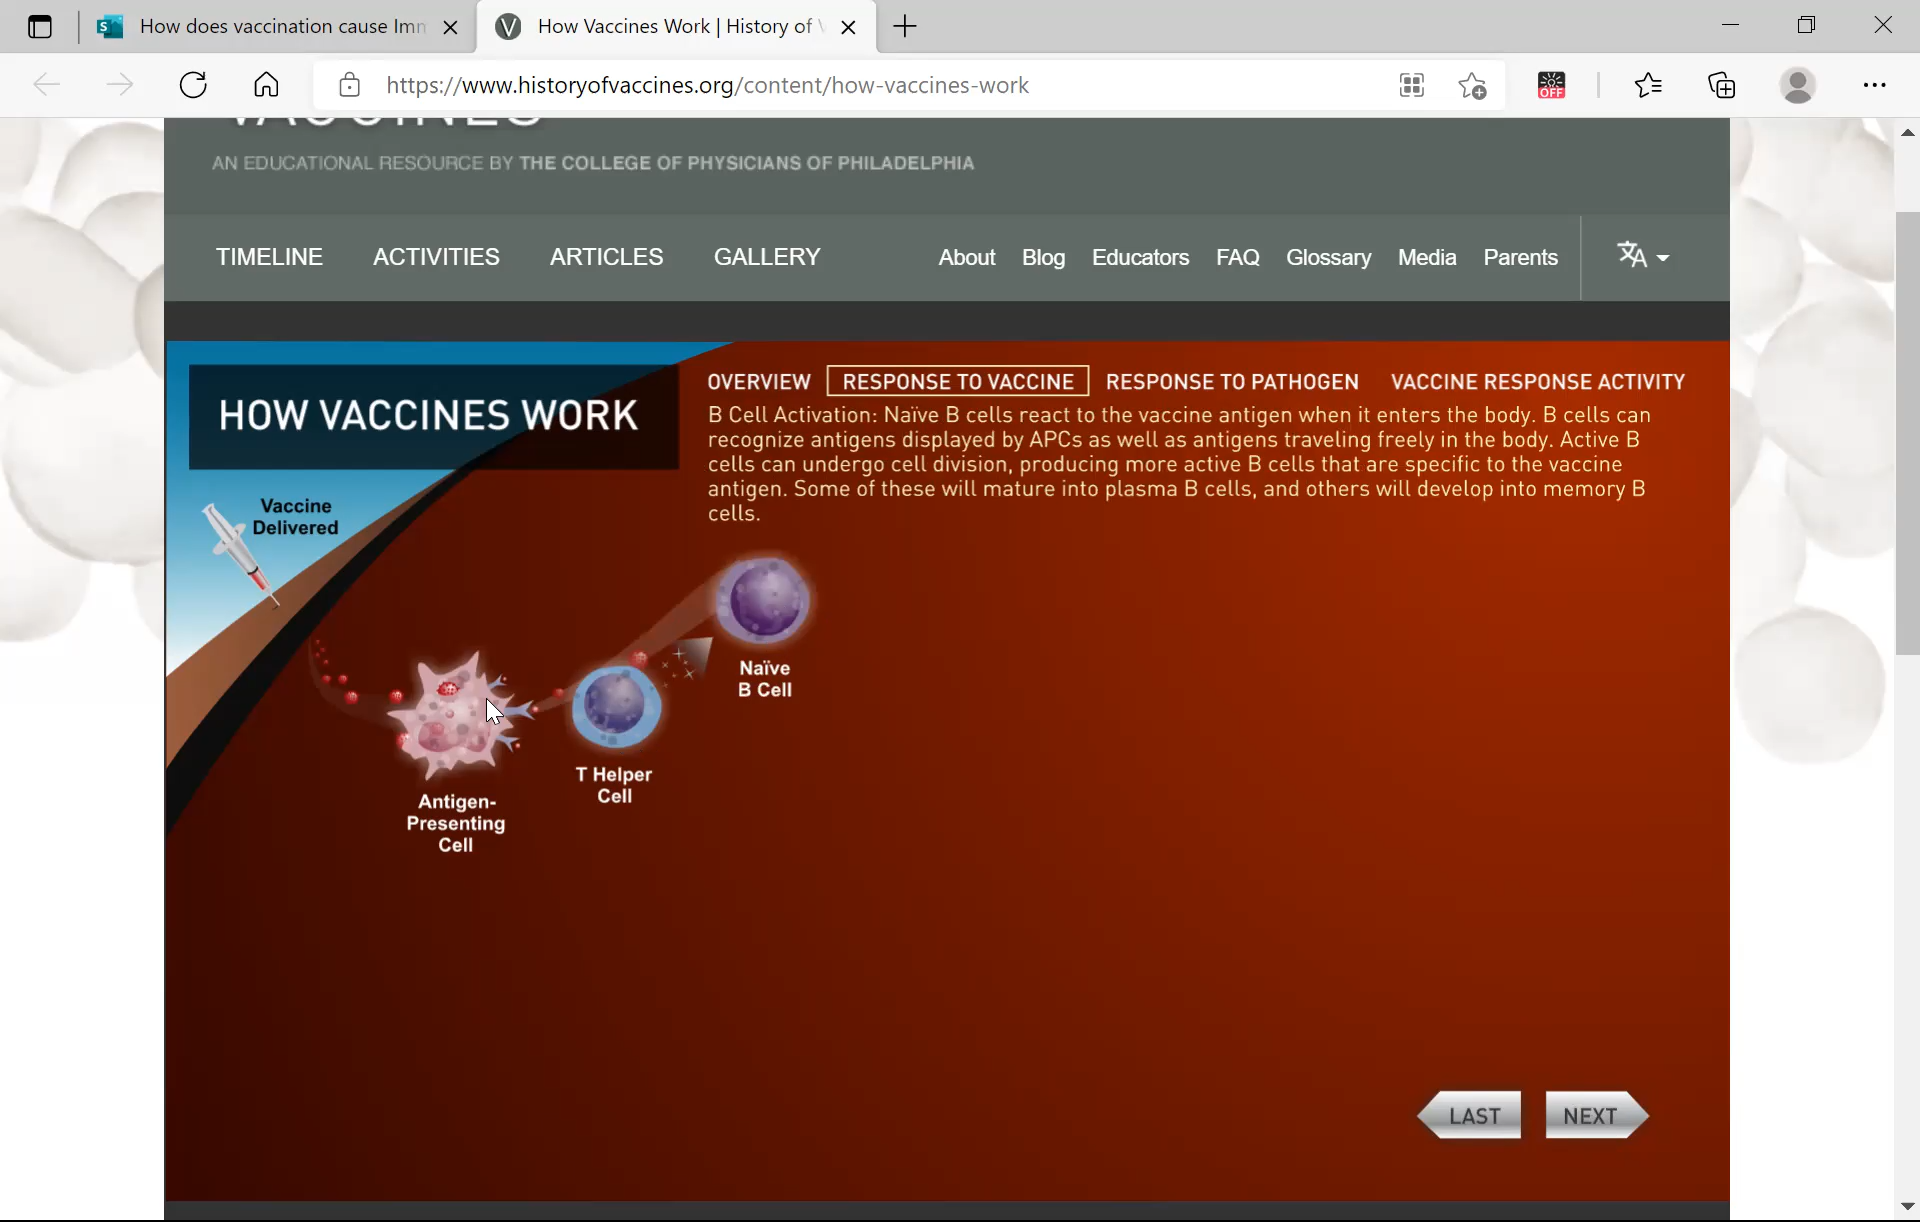 How does vaccination cause Imm
How Vaccines Work | History of
https://www.historyofvaccines.org/content/how-vaccines-work
OFF
VACCINES
AN EDUCATIONAL RESOURCE BY THE COLLEGE OF PHYSICIANS OF PHILADELPHIA
TIMELINE ACTIVITIES ARTICLES GALLERY About Blog Educators FAQ Glossary Media Parents
HOW VACCINES WORK
OVERVIEW RESPONSE TO VACCINE RESPONSE TO PATHOGEN VACCINE RESPONSE ACTIVITY
B Cell Activation: Naïve B cells react to the vaccine antigen when it enters the body. B cells can
recognize antigens displayed by APCs as well as antigens traveling freely in the body. Active B
cells can undergo cell division, producing more active B cells that are specific to the vaccine
antigen. Some of these will mature into plasma B cells, and others will develop into memory B
cells.
Vaccine
Delivered
Naïve
B Cell
T Helper
Cell
Antigen-
Presenting
Cell
LAST NEXT